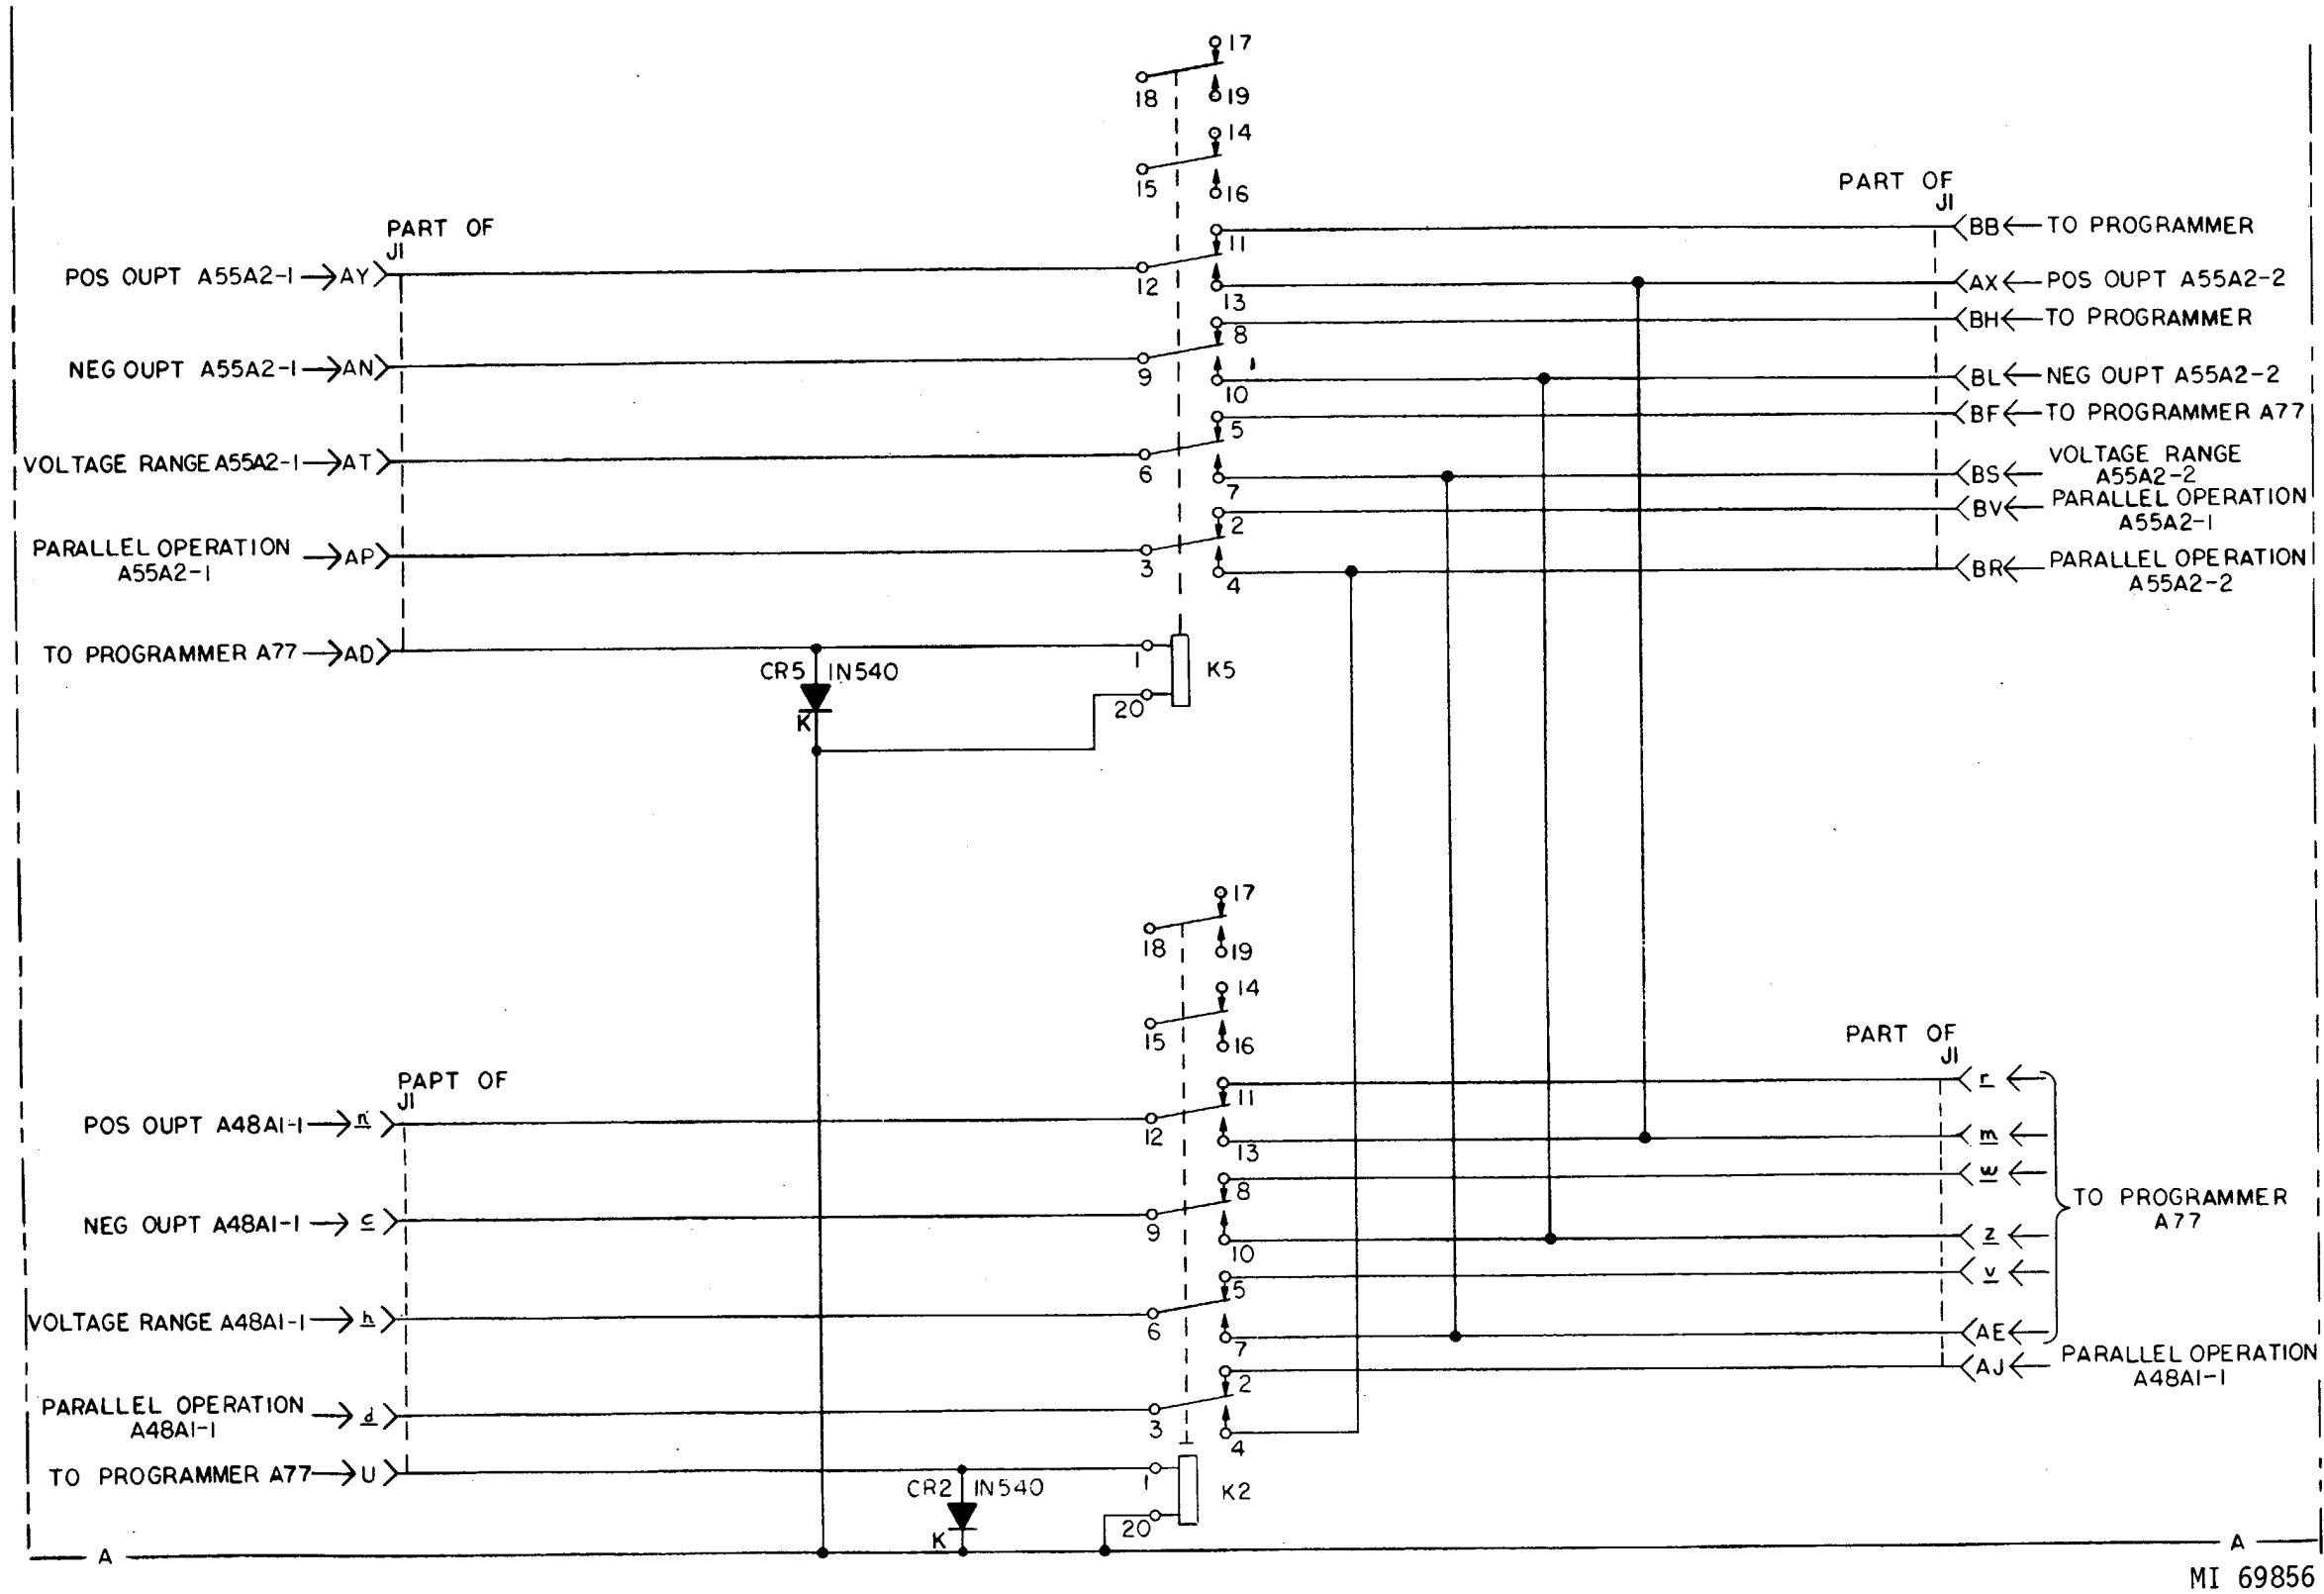 17
18
19
14
15
16
PART OF
J1
PART OF
J1
POS OUPT A55A2-1 AY
12
11
13
BB TO PROGRAMMER
AX POS OUPT A55A2-2
NEG OUPT A55A2-1 AN
9
8
10
BH TO PROGRAMMER
BL NEG OUPT A55A2-2
VOLTAGE RANGE A55A2-1 AT
6
5
7
BF TO PROGRAMMER A77
BS VOLTAGE RANGE
A55A2-2
PARALLEL OPERATION
A55A2-1
AP
3
2
4
BV PARALLEL OPERATION
A55A2-1
BR PARALLEL OPERATION
A55A2-2
TO PROGRAMMER A77 AD
CR5 IN540
K
1
20
K5
17
18
19
14
15
16
PAPT OF
J1
PART OF
J1
POS OUPT A48A1-1 n
12
11
13
r
m
NEG OUPT A48A1-1 c
9
8
10
w
z
TO PROGRAMMER
A77
VOLTAGE RANGE A48A1-1 h
6
5
7
v
AE
PARALLEL OPERATION
A48A1-1
d
3
2
4
AJ PARALLEL OPERATION
A48A1-1
TO PROGRAMMER A77 U
CR2 IN540
K
1
20
K2
A
A
MI 69856